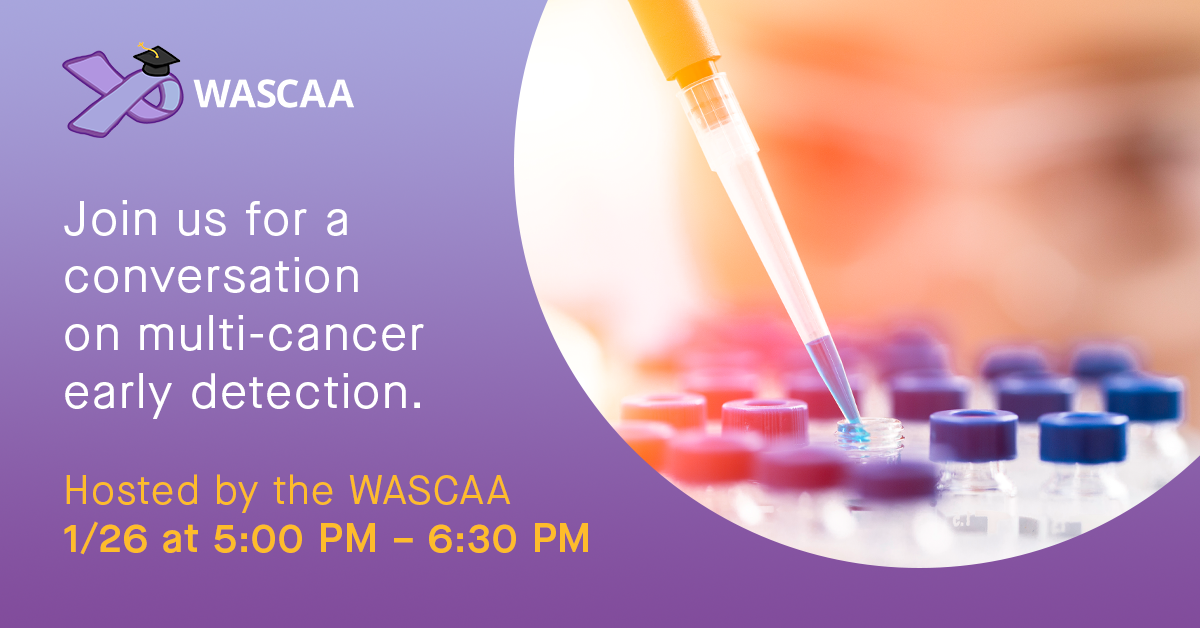 WASCAA
Join us for a
conversation
on multi-cancer
early detection.
Hosted by the WASCAA
1/26 at 5:00 PM – 6:30 PM